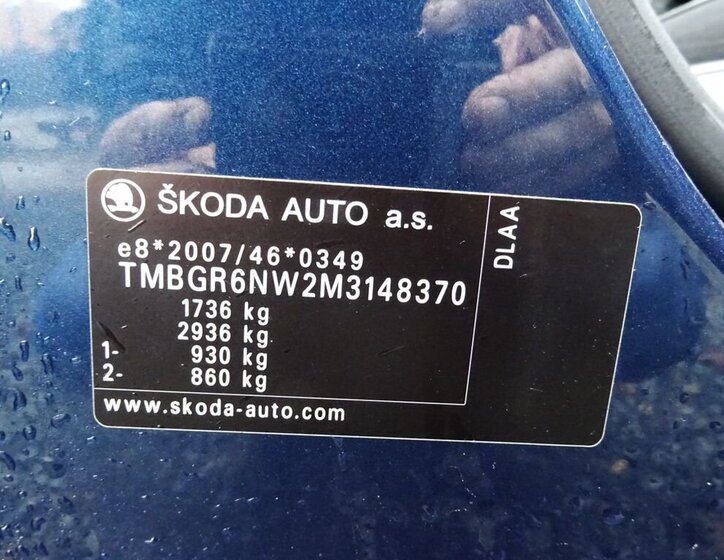 ŠKODA AUTO a.s.
e8*2007/46*0349
TMBGR6NW2M3148370
1736 kg
2936 kg
1- 930 kg
2- 860 kg
www.skoda-auto.com
DLAA